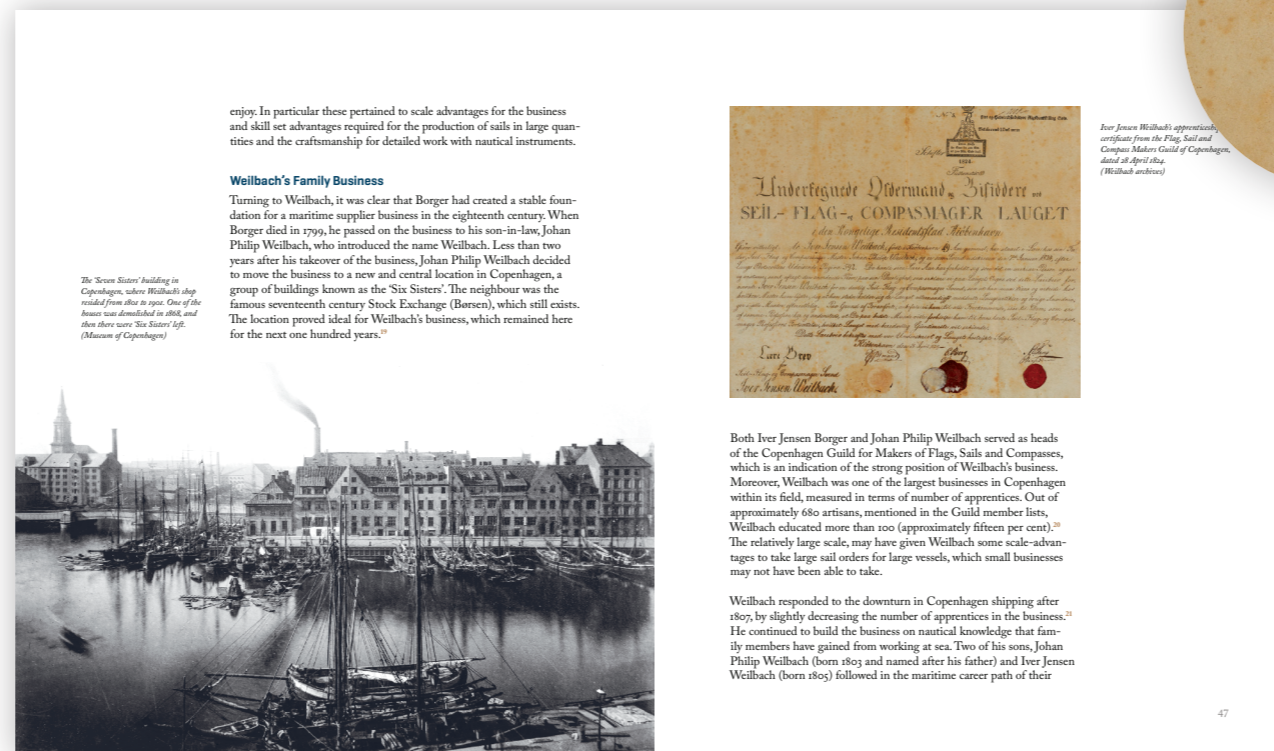 enjoy. In particular these pertained to scale advantages for the business
and skill set advantages required for the production of sails in large quan-
tities and the craftsmanship for detailed work with nautical instruments.
Weilbach's Family Business
Turning to Weilbach, it was clear that Borger had created a stable foun-
dation for a maritime supplier business in the eighteenth century. When
Borger died in 1799, he passed on the business to his son-in-law, Johan
Philip Weilbach, who introduced the name Weilbach. Less than two
years after his takeover of the business, Johan Philip Weilbach decided
to move the business to a new and central location in Copenhagen, a
group of buildings known as the 'Six Sisters'. The neighbour was the
famous seventeenth century Stock Exchange (Børsen), which still exists.
The location proved ideal for Weilbach's business, which remained here
for the next one hundred years.19
The 'Seven Sisters' building in
Copenhagen, where Weilbach's shop
resided from 1802 to 1902. One of the
houses was demolished in 1868, and
then there were 'Six Sisters' left.
(Museum of Copenhagen)
1824
Undertegnede Oldermand og Bisiddere
SEIL- FLAG- og COMPASMAGER LAUGET
i den Kongelige Residentsstad Kiöbenhavn
Iver Jensen Weilbach
Lære Brev
Iver Jensen Weilbach
Iver Jensen Weilbach's apprenticeship
certificate from the Flag, Sail and
Compass Makers Guild of Copenhagen,
dated 28 April 1824.
(Weilbach archives)
Both Iver Jensen Borger and Johan Philip Weilbach served as heads
of the Copenhagen Guild for Makers of Flags, Sails and Compasses,
which is an indication of the strong position of Weilbach's business.
Moreover, Weilbach was one of the largest businesses in Copenhagen
within its field, measured in terms of number of apprentices. Out of
approximately 680 artisans, mentioned in the Guild member lists,
Weilbach educated more than 100 (approximately fifteen per cent).20
The relatively large scale, may have given Weilbach some scale-advan-
tages to take large sail orders for large vessels, which small businesses
may not have been able to take.
Weilbach responded to the downturn in Copenhagen shipping after
1807, by slightly decreasing the number of apprentices in the business.21
He continued to build the business on nautical knowledge that fam-
ily members have gained from working at sea. Two of his sons, Johan
Philip Weilbach (born 1803 and named after his father) and Iver Jensen
Weilbach (born 1805) followed in the maritime career path of their
47